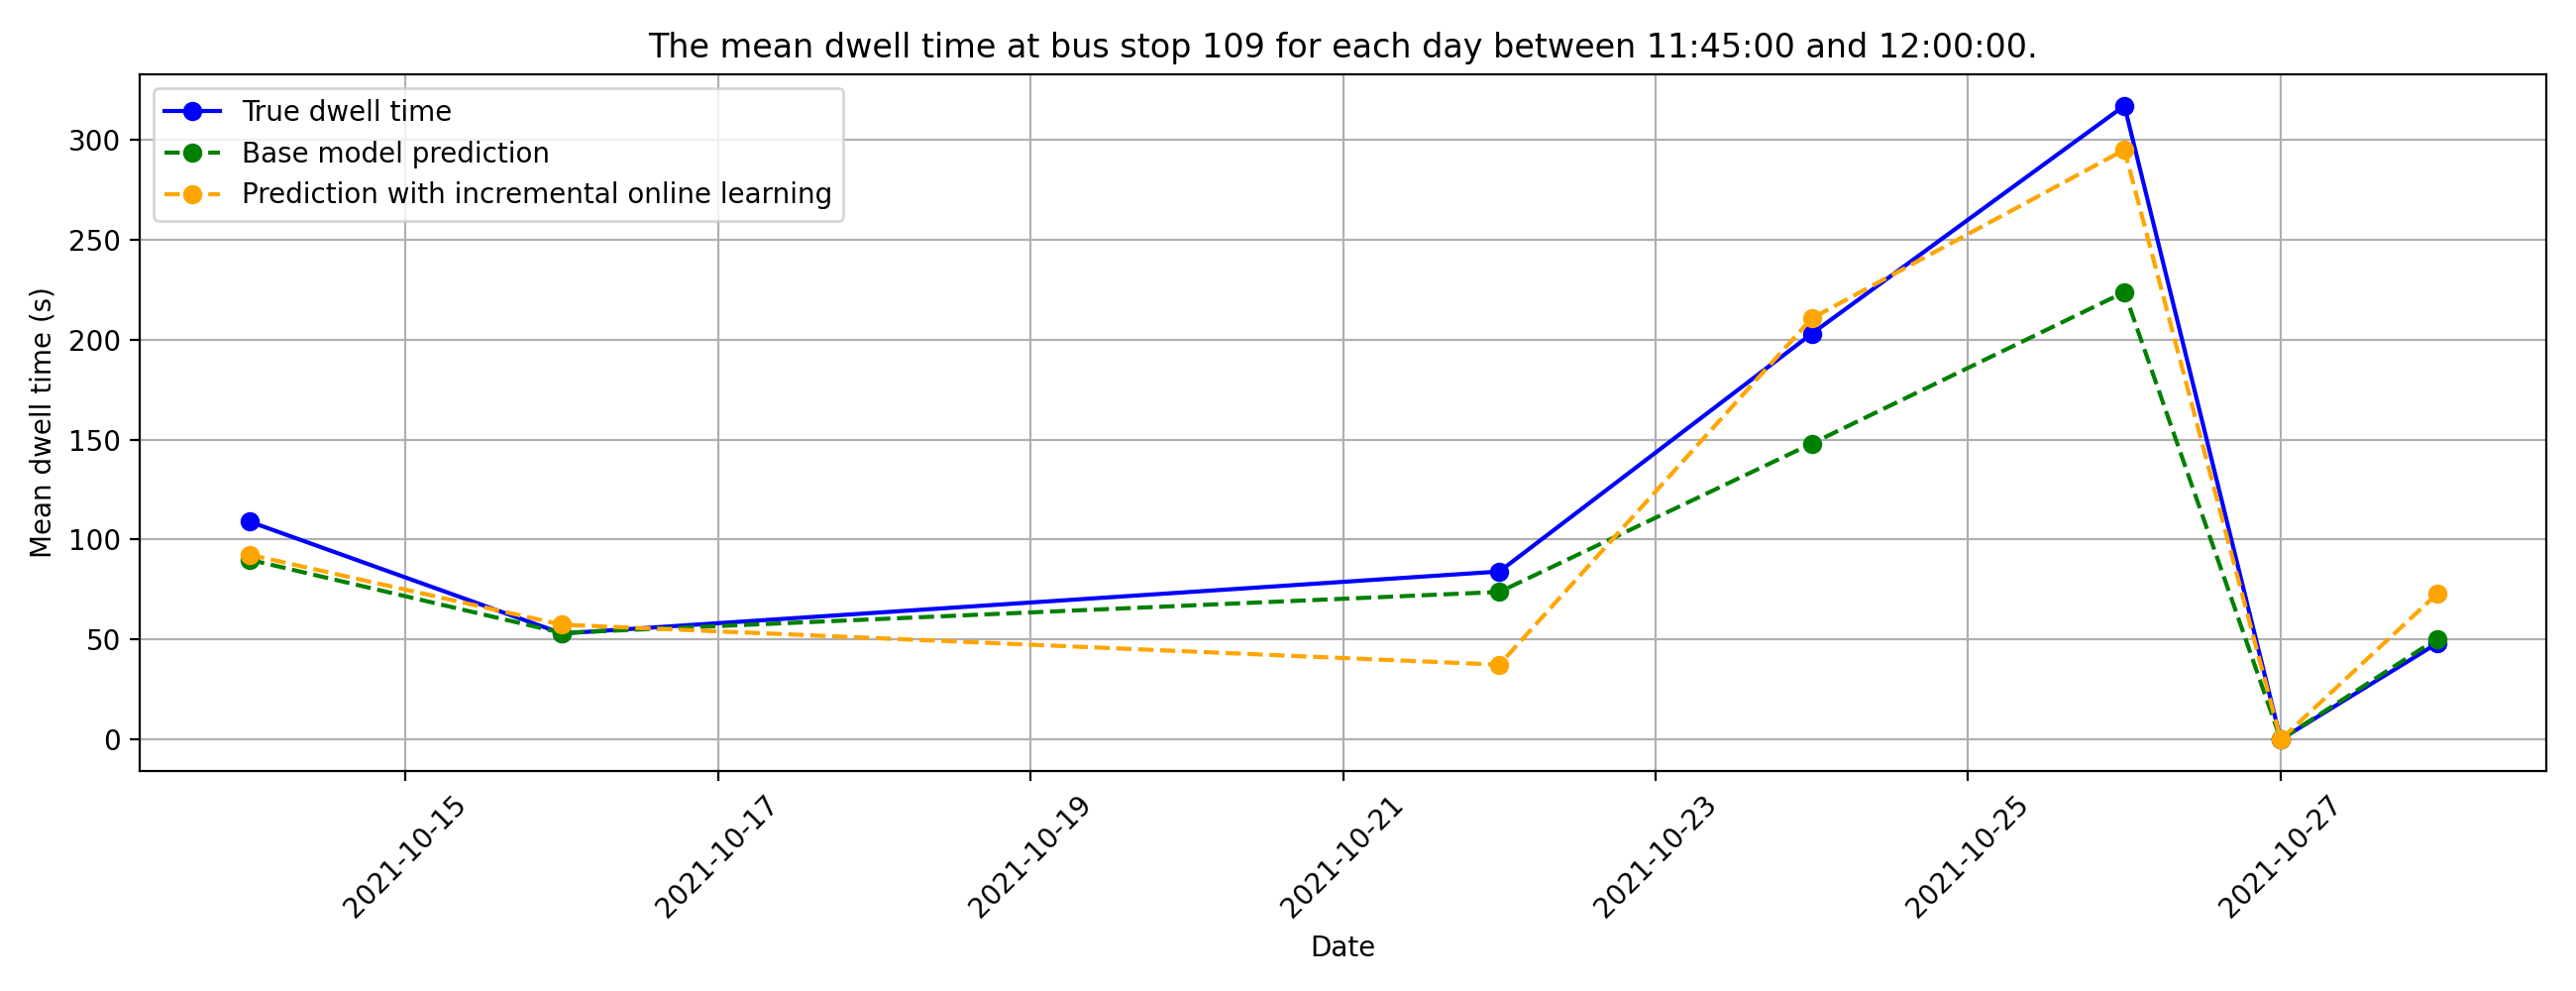 The mean dwell time at bus stop 109 for each day between 11:45:00 and 12:00:00.
True dwell time
Base model prediction
Prediction with incremental online learning
Mean dwell time (s)
300
250
200
150
100
50
0
2021-10-15
2021-10-17
2021-10-19
2021-10-21
2021-10-23
2021-10-25
2021-10-27
Date